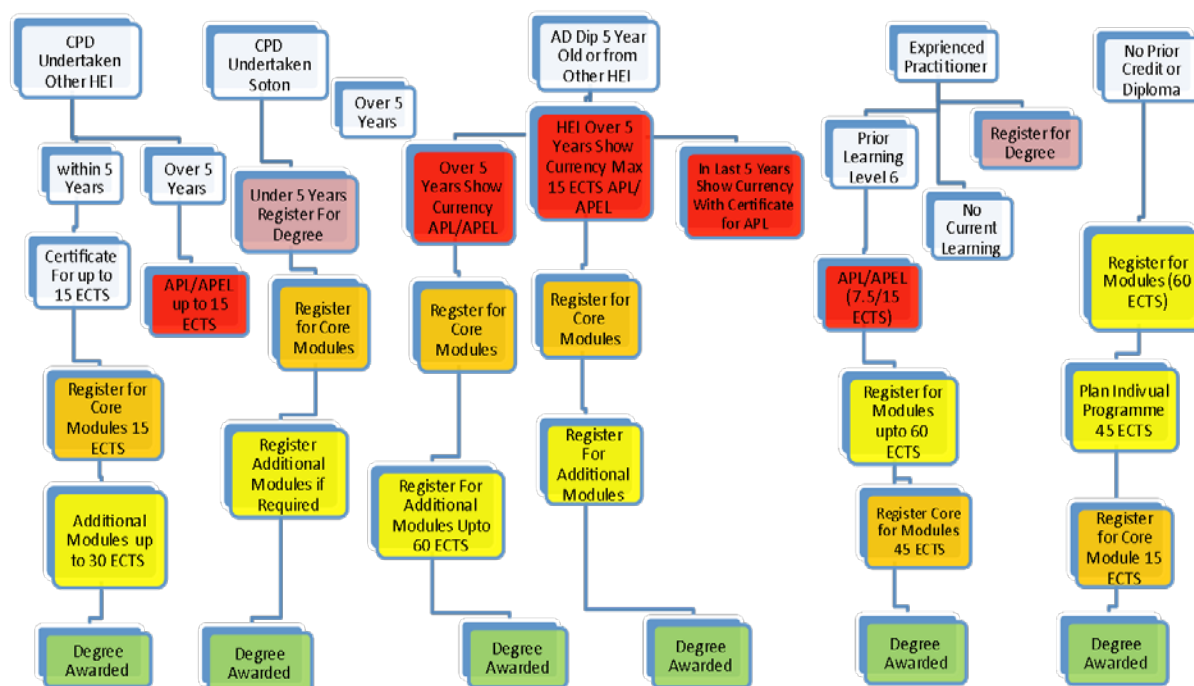 CPD
Undertaken
Other HEI
within 5
Years
Over 5
Years
Certificate
For up to
15 ECTS
APL/APEL
up to 15
ECTS
Register for
Core
Modules 15
ECTS
Additional
Modules up
to 30 ECTS
Degree
Awarded
CPD
Undertaken
Soton
Over 5
Years
Under 5 Years
Register For
Degree
Register
for Core
Modules
Register
Additional
Modules if
Required
Degree
Awarded
AD Dip 5 Year
Old or from
Other HEI
Over 5
Years Show
Currency
APL/APEL
HEI Over 5
Years Show
Currency Max
15 ECTS APL/
APEL
In Last 5 Years
Show Currency
With Certificate
for APL
Register for
Core
Modules
Register For
Additional
Modules Upto
60 ECTS
Degree
Awarded
Register for
Core
Modules
Register
For
Additional
Modules
Degree
Awarded
Exprienced
Practitioner
Prior
Learning
Level 6
Register for
Degree
No
Current
Learning
APL/APEL
(7.5/15
ECTS)
Register for
Modules
upto 60
ECTS
Register Core
for Modules
45 ECTS
Degree
Awarded
No Prior
Credit or
Diploma
Register for
Modules (60
ECTS)
Plan Indivual
Programme
45 ECTS
Register
for Core
Module 15
ECTS
Degree
Awarded